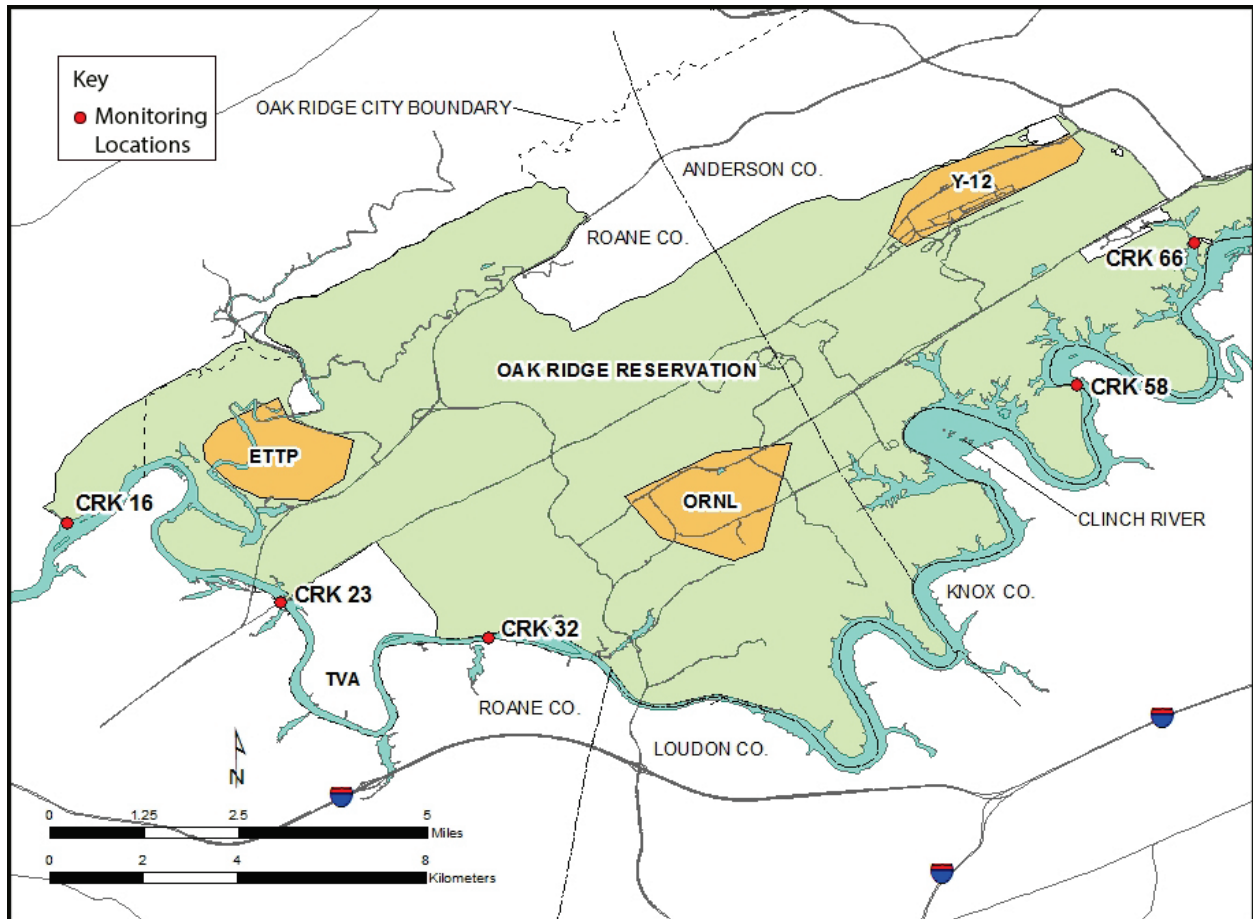 Key
Monitoring
Locations
OAK RIDGE CITY BOUNDARY
ANDERSON CO.
Y-12
ROANE CO.
CRK 66
OAK RIDGE RESERVATION
CRK 58
ETTP
CRK 16
ORNL
CLINCH RIVER
CRK 23
KNOX CO.
CRK 32
TVA
ROANE CO.
LOUDON CO.
N
0 1.25 2.5 5
Miles
0 2 4 8
Kilometers